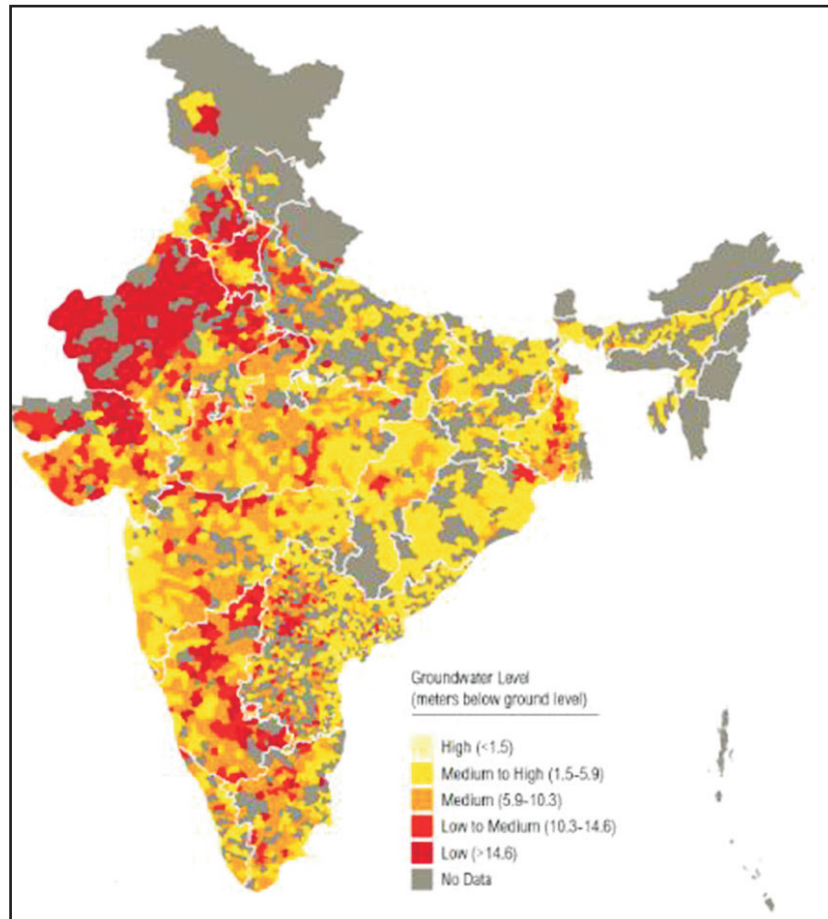 Groundwater Level
(meters below ground level)
High (<1.5)
Medium to High (1.5-5.9)
Medium (5.9-10.3)
Low to Medium (10.3-14.6)
Low (>14.6)
No Data